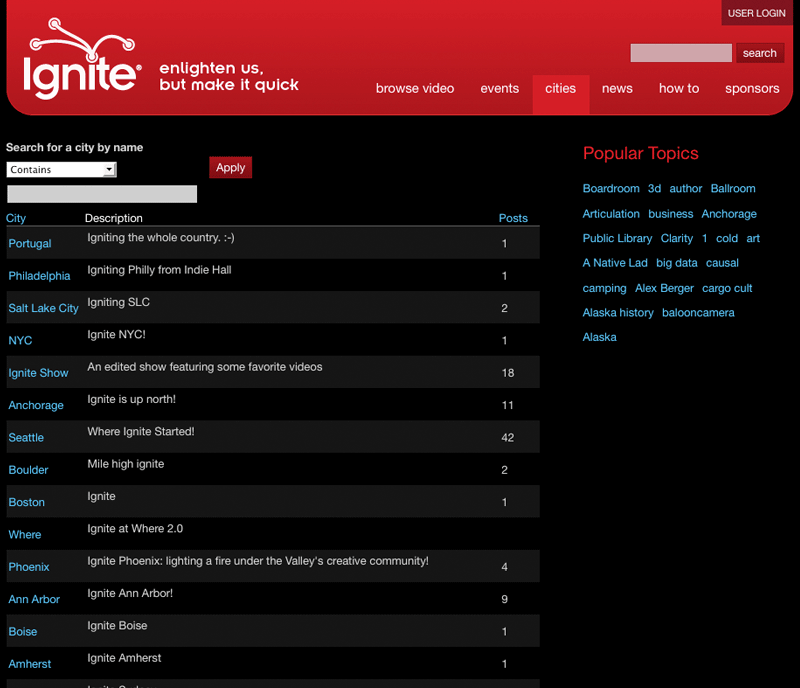 USER LOGIN
search
Ignite
enlighten us,
but make it quick
browse video events cities news how to sponsors
Search for a city by name
Contains
Apply
City Description Posts
Portugal Igniting the whole country. :-) 1
Philadelphia Igniting Philly from Indie Hall 1
Salt Lake City Igniting SLC 2
NYC Ignite NYC! 1
Ignite Show An edited show featuring some favorite videos 18
Anchorage Ignite is up north! 11
Seattle Where Ignite Started! 42
Boulder Mile high ignite 2
Boston Ignite 1
Where Ignite at Where 2.0
Phoenix Ignite Phoenix: lighting a fire under the Valley's creative community! 4
Ann Arbor Ignite Ann Arbor! 9
Boise Ignite Boise 1
Amherst Ignite Amherst 1
Popular Topics
Boardroom 3d author Ballroom
Articulation business Anchorage
Public Library Clarity 1 cold art
A Native Lad big data causal
camping Alex Berger cargo cult
Alaska history balooncamera
Alaska